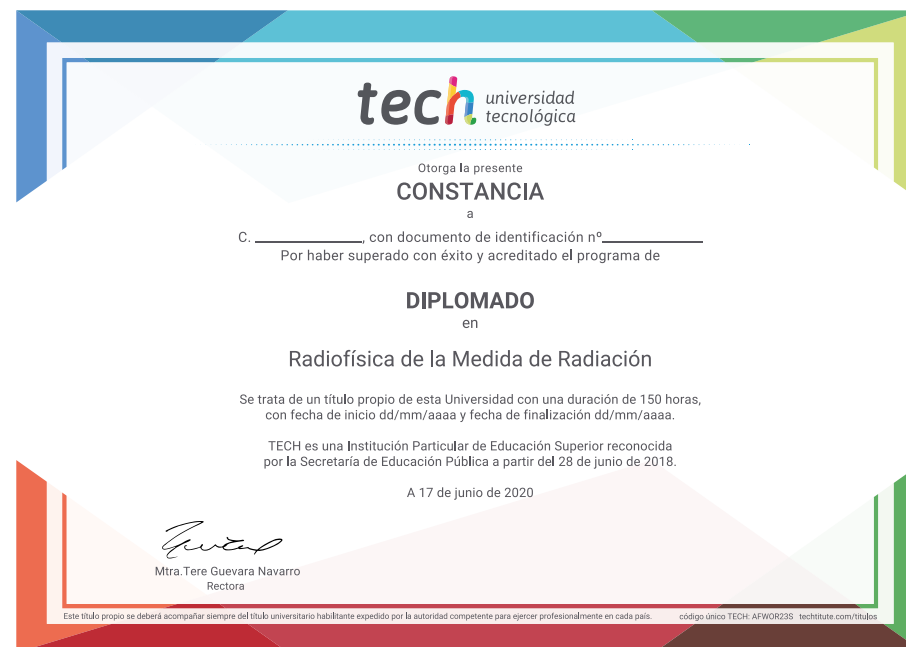 tech universidad
tecnológica
Otorga la presente
CONSTANCIA
a
C. ______________, con documento de identificación nº______________
Por haber superado con éxito y acreditado el programa de
DIPLOMADO
en
Radiofísica de la Medida de Radiación
Se trata de un título propio de esta Universidad con una duración de 150 horas,
con fecha de inicio dd/mm/aaaa y fecha de finalización dd/mm/aaaa.
TECH es una Institución Particular de Educación Superior reconocida
por la Secretaría de Educación Pública a partir del 28 de junio de 2018.
A 17 de junio de 2020
Mtra.Tere Guevara Navarro
Rectora
Este título propio se deberá acompañar siempre del título universitario habilitante expedido por la autoridad competente para ejercer profesionalmente en cada país. código único TECH: AFWOR23S techtitute.com/titulos